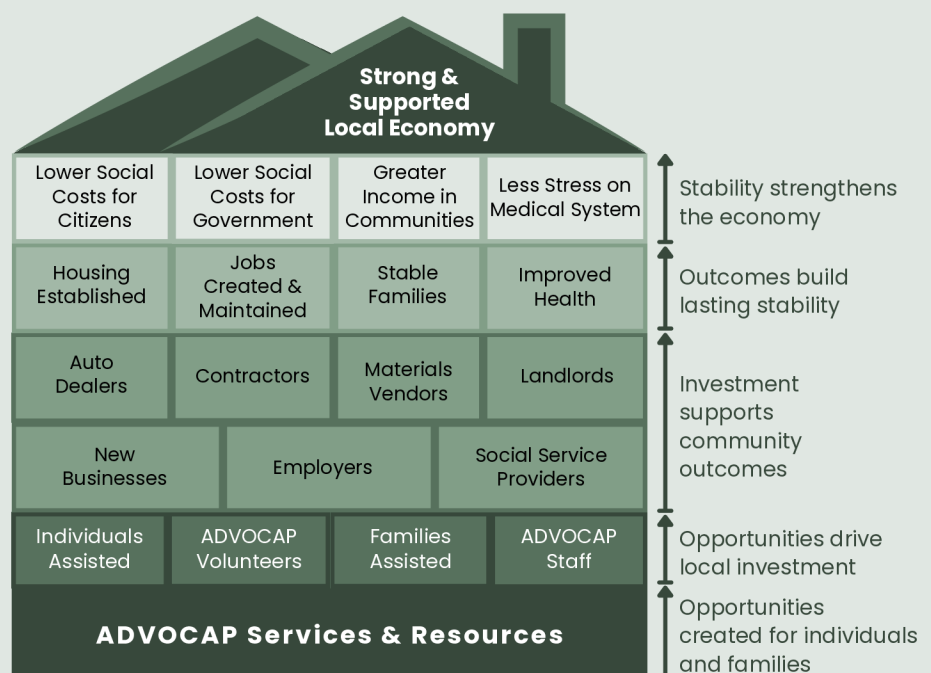 Strong &
Supported
Local Economy
Lower Social
Costs for
Citizens
Lower Social
Costs for
Government
Greater
Income in
Communities
Less Stress on
Medical System
Stability strengthens
the economy
Housing
Established
Jobs
Created &
Maintained
Stable
Families
Improved
Health
Outcomes build
lasting stability
Auto
Dealers
Contractors
Materials
Vendors
Landlords
Investment
supports
community
outcomes
New
Businesses
Employers
Social Service
Providers
Individuals
Assisted
ADVOCAP
Volunteers
Families
Assisted
ADVOCAP
Staff
Opportunities drive
local investment
ADVOCAP Services & Resources
Opportunities
created for individuals
and families